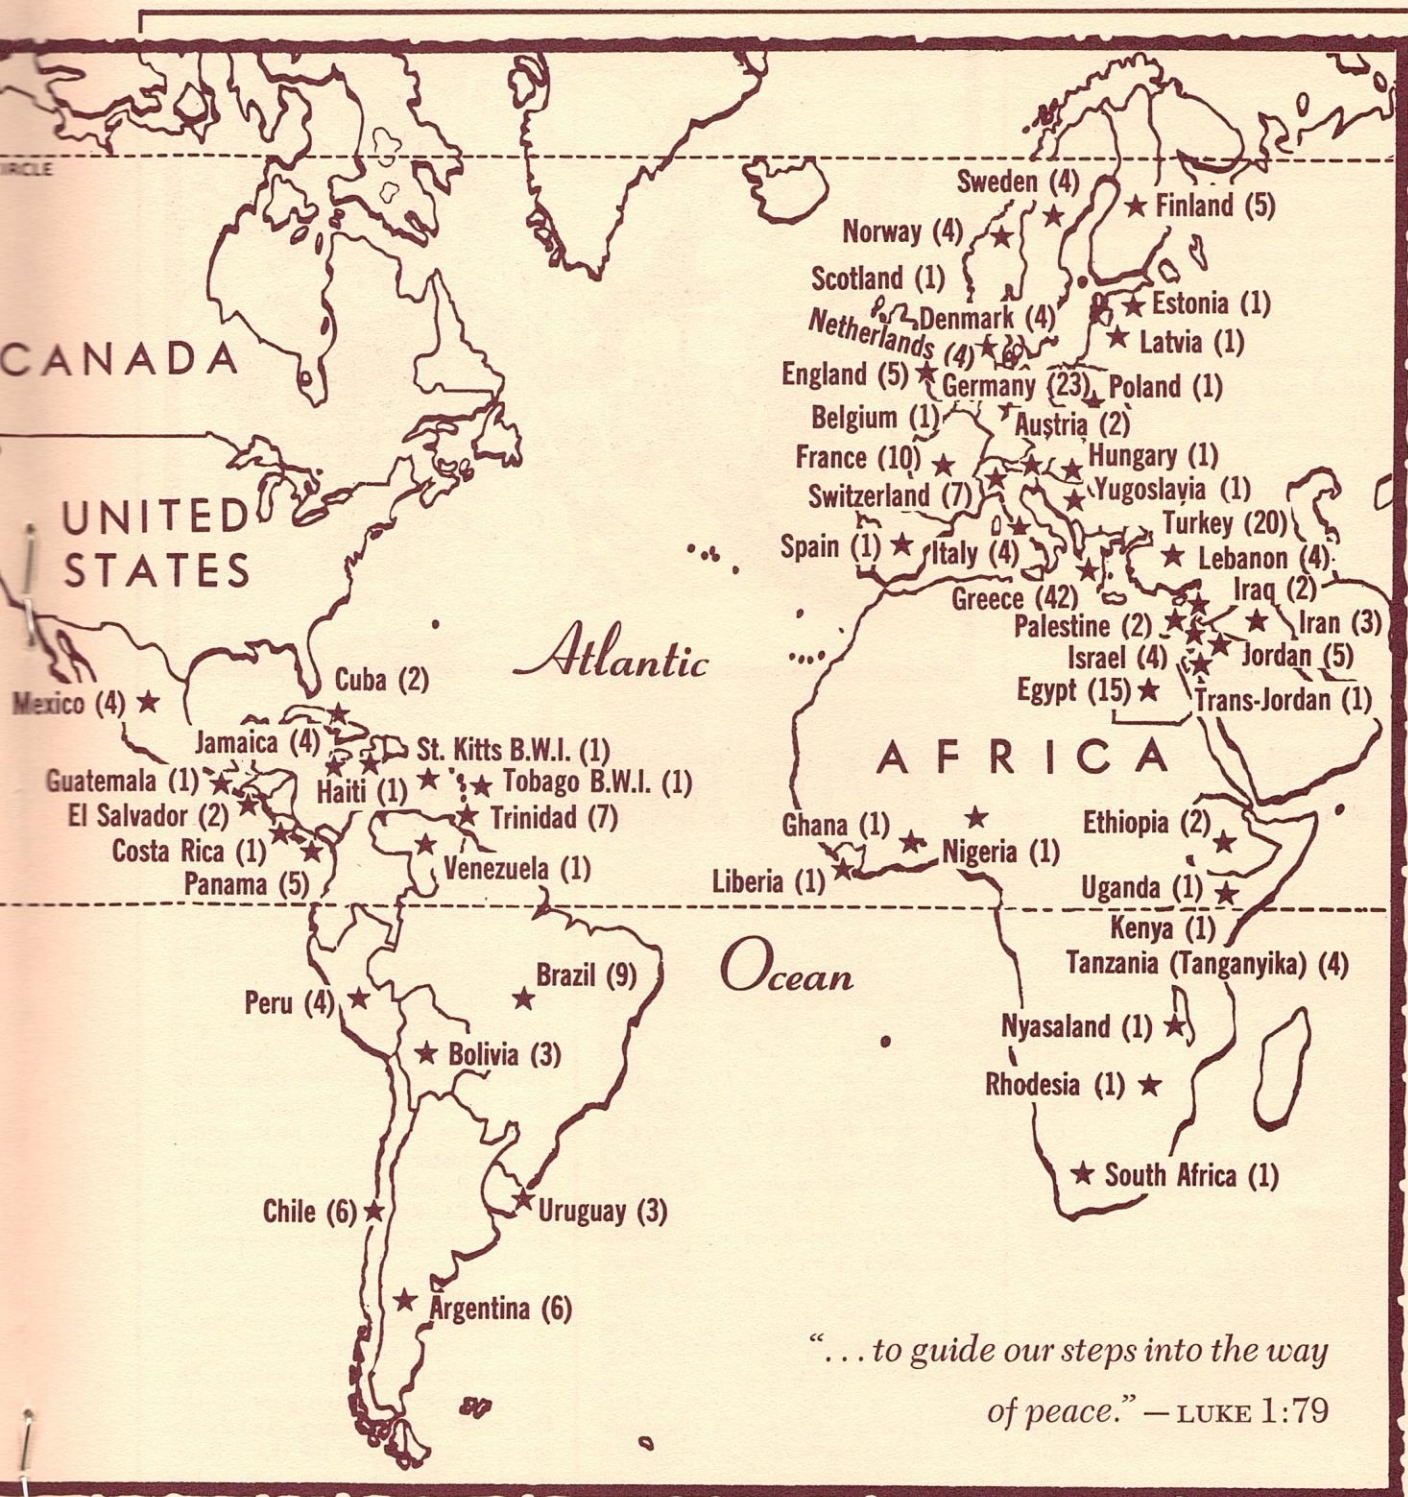 IRCLE
Sweden (4)
Finland (5)
Norway (4)
Scotland (1)
Estonia (1)
Denmark (4)
Netherlands (4)
Latvia (1)
CANADA
England (5)
Germany (23)
Poland (1)
Belgium (1)
Austria (2)
France (10)
Hungary (1)
Switzerland (7)
Yugoslavia (1)
UNITED
STATES
Turkey (20)
Spain (1)
Italy (4)
Lebanon (4)
Greece (42)
Iraq (2)
Palestine (2)
Iran (3)
Atlantic
Israel (4)
Jordan (5)
Cuba (2)
Egypt (15)
Trans-Jordan (1)
Mexico (4)
Jamaica (4)
St. Kitts B.W.I. (1)
AFRICA
Guatemala (1)
Haiti (1)
Tobago B.W.I. (1)
El Salvador (2)
Trinidad (7)
Ghana (1)
Ethiopia (2)
Costa Rica (1)
Nigeria (1)
Panama (5)
Venezuela (1)
Liberia (1)
Uganda (1)
Kenya (1)
Ocean
Tanzania (Tanganyika) (4)
Brazil (9)
Peru (4)
Nyasaland (1)
Bolivia (3)
Rhodesia (1)
South Africa (1)
Chile (6)
Uruguay (3)
Argentina (6)
“...to guide our steps into the way
of peace.” — LUKE 1:79